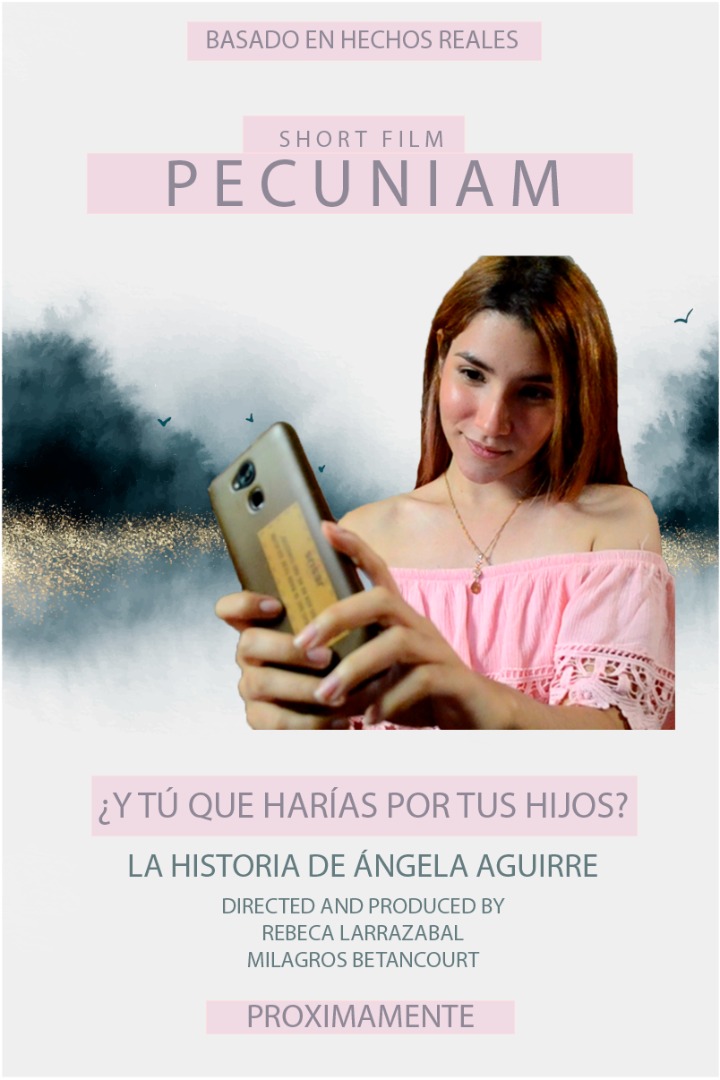 BASADO EN HECHOS REALES
SHORT FILM
PECUNIAM
¿Y TÚ QUE HARÍAS POR TUS HIJOS?
LA HISTORIA DE ÁNGELA AGUIRRE
DIRECTED AND PRODUCED BY
REBECA LARRAZABAL
MILAGROS BETANCOURT
PROXIMAMENTE